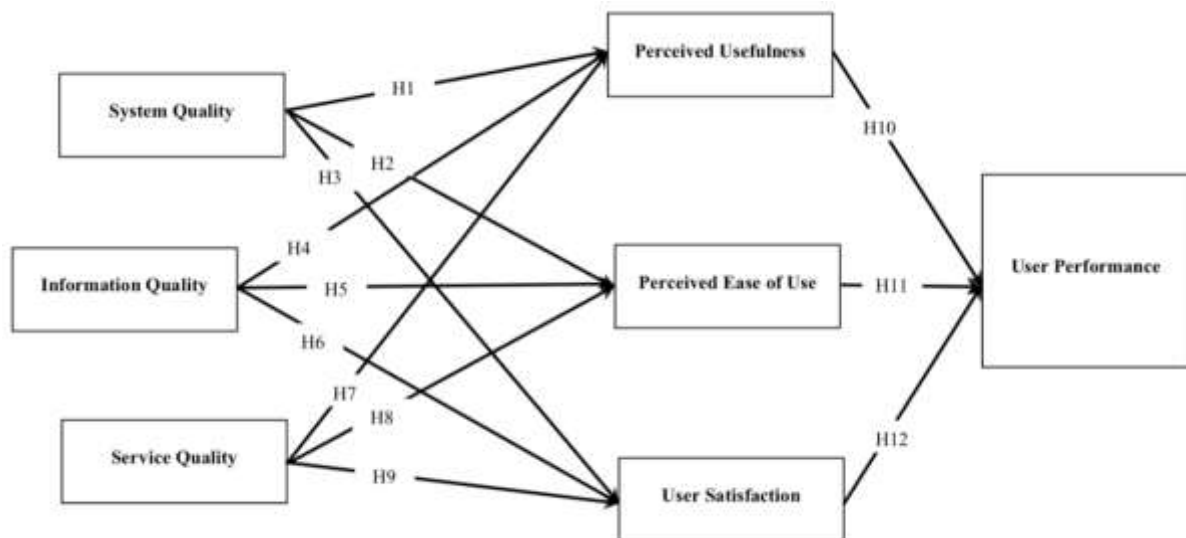 Perceived Usefulness
System Quality
H1
H10
H2
H3
User Performance
H4
Information Quality
H5
Perceived Ease of Use
H11
H6
H7
H8
Service Quality
H9
H12
User Satisfaction